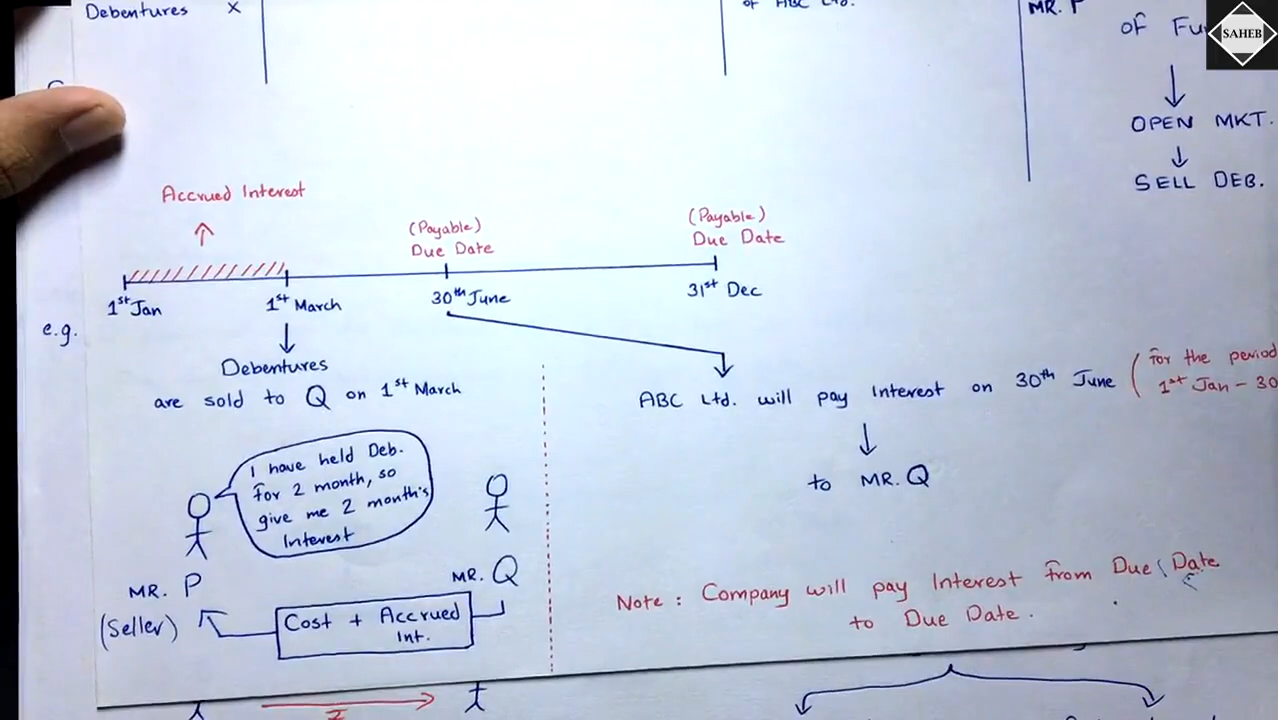 Debentures x
of ABC Ltd.
MR. P
of Fu
SAHEB
OPEN MKT.
SELL DEB.
Accrued Interest
(Payable)
Due Date
(Payable)
Due Date
1st Jan
1st March
30th June
31st Dec
e.g.
Debentures
are sold to Q on 1st March
ABC Ltd. will pay Interest on 30th June
(for the period
1st Jan - 30
to MR. Q
I have held Deb.
for 2 month, so
give me 2 month's
Interest
MR. P
(Seller)
MR. Q
Cost + Accrued
Int.
Note : Company will pay Interest from Due Date
to Due Date.